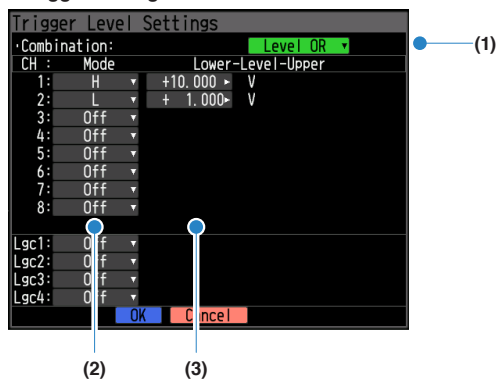 Trigger Level Settings
·Combination: Level OR ▼ (1)
CH : Mode Lower-Level-Upper
1: H ▼ +10.000 ► V
2: L ▼ + 1.000► V
3: Off ▼
4: Off ▼
5: Off ▼
6: Off ▼
7: Off ▼
8: Off ▼
Lgc1: Off ▼
Lgc2: Off ▼
Lgc3: Off ▼
Lgc4: Off ▼
OK Cancel
(2) (3)